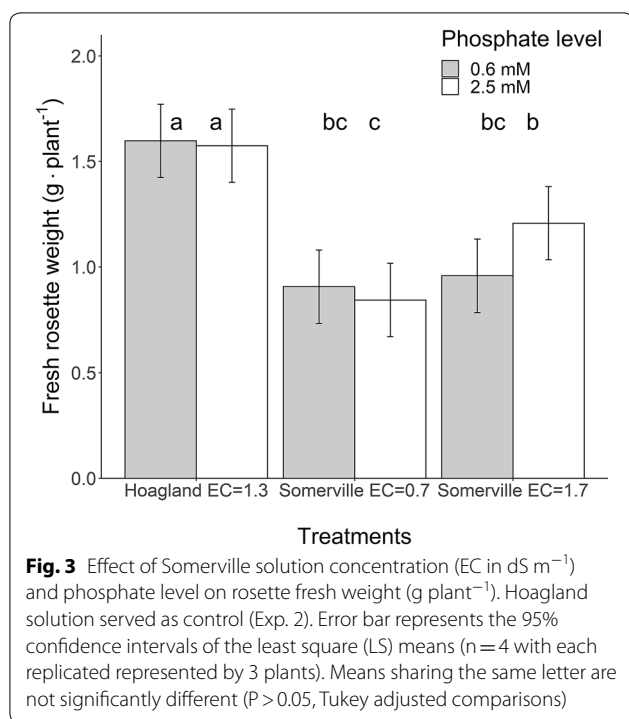 Phosphate level
0.6 mM
2.5 mM
Fresh rosette weight (g · plant⁻¹)
2.0
1.5
1.0
0.5
0.0
a a bc c bc b
Hoagland EC=1.3 Somerville EC=0.7 Somerville EC=1.7
Treatments
Fig. 3 Effect of Somerville solution concentration (EC in dS m⁻¹)
and phosphate level on rosette fresh weight (g plant⁻¹). Hoagland
solution served as control (Exp. 2). Error bar represents the 95%
confidence intervals of the least square (LS) means (n = 4 with each
replicated represented by 3 plants). Means sharing the same letter are
not significantly different (P > 0.05, Tukey adjusted comparisons)